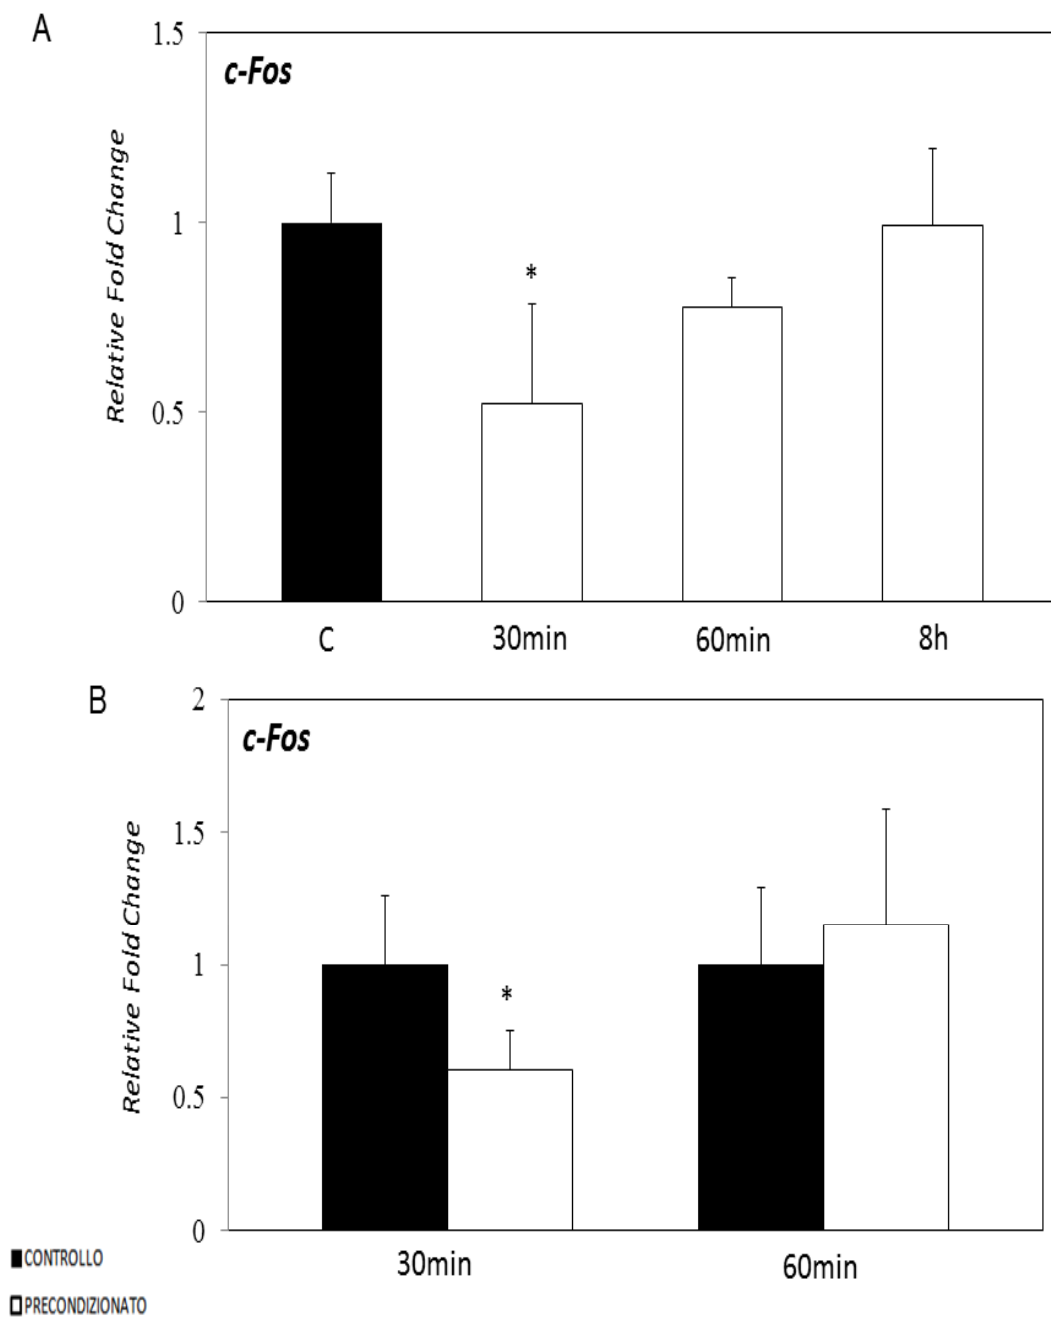 A
1.5
c-Fos
Relative Fold Change
1
*
0.5
0
C 30min 60min 8h
B
2
c-Fos
1.5
Relative Fold Change
1
*
0.5
0
30min 60min
CONTROLLO
PRECONDIZIONATO